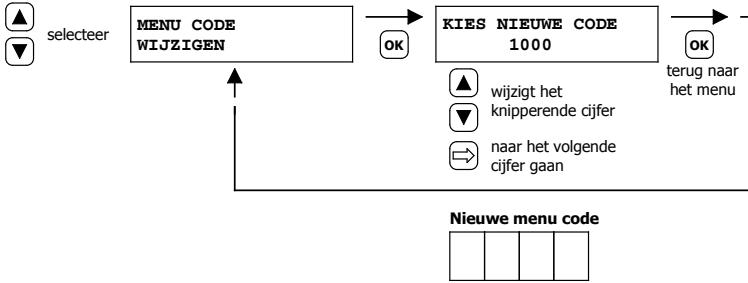 selecteer
MENU CODE
WIJZIGEN
OK
KIES NIEUWE CODE
1000
OK
terug naar
het menu
wijzigt het
knipperende cijfer
naar het volgende
cijfer gaan
Nieuwe menu code